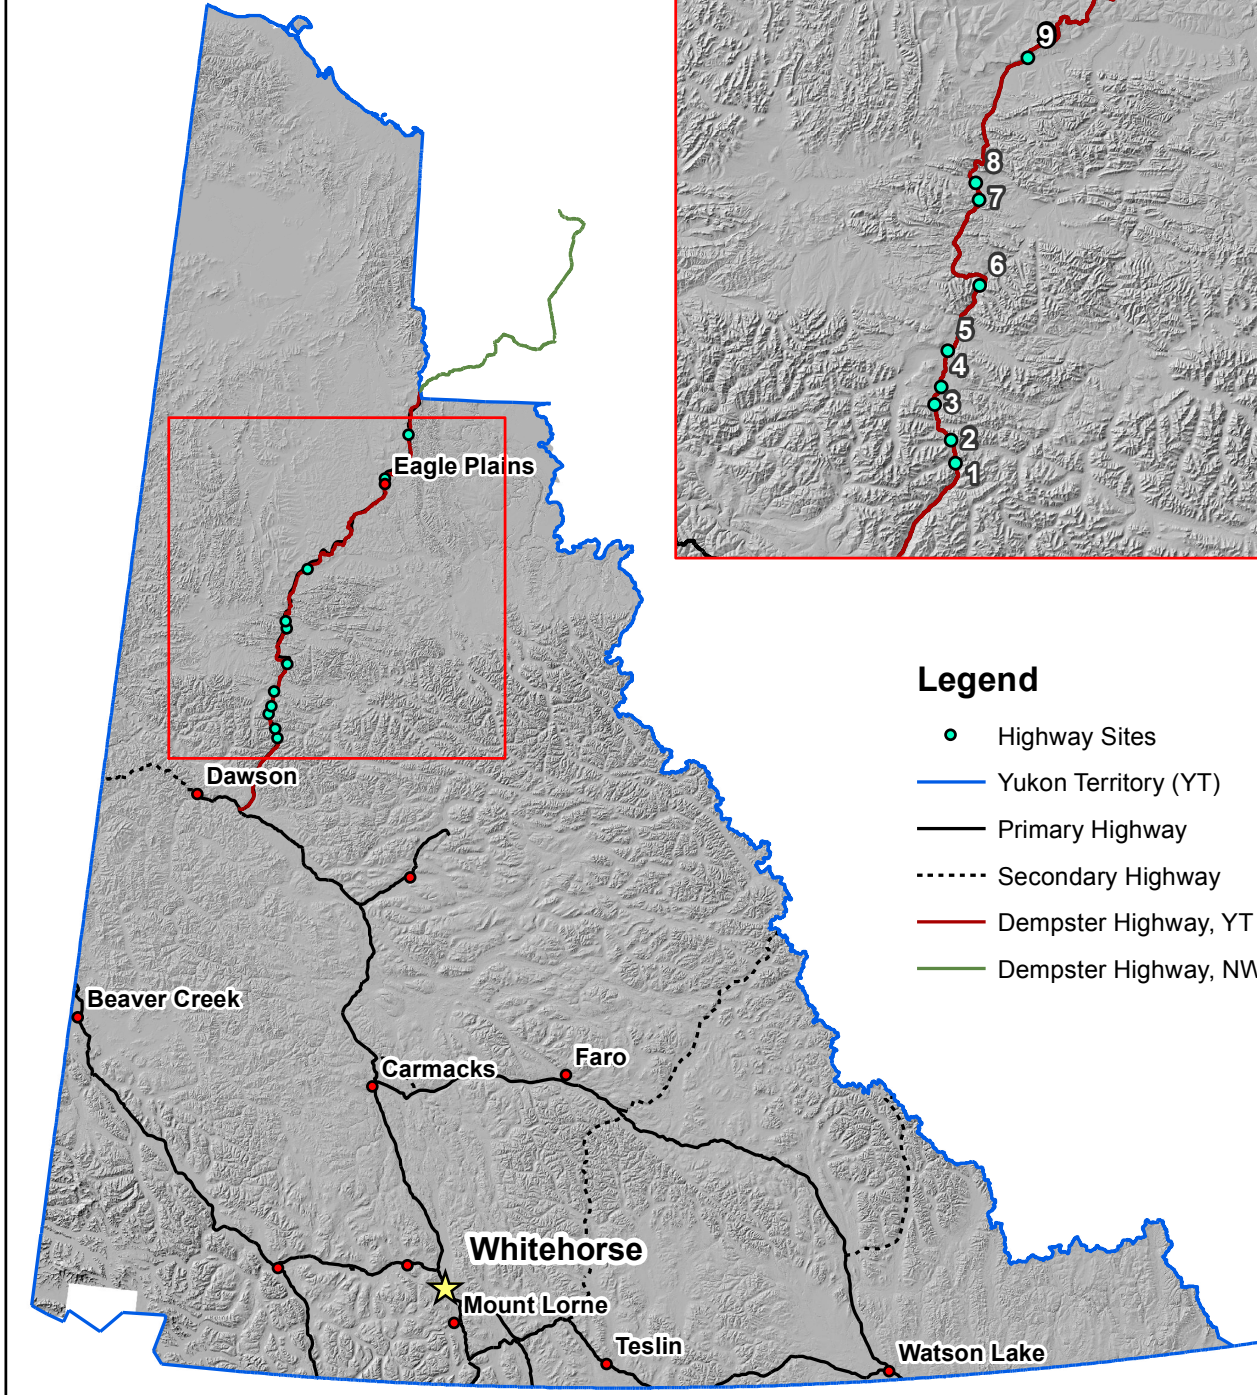 9
8
7
6
5
4
3
2
1
Eagle Plains
Dawson
Legend
Highway Sites
Yukon Territory (YT)
Primary Highway
Secondary Highway
Dempster Highway, YT
Dempster Highway, NW
Beaver Creek
Carmacks
Faro
Whitehorse
Mount Lorne
Teslin
Watson Lake